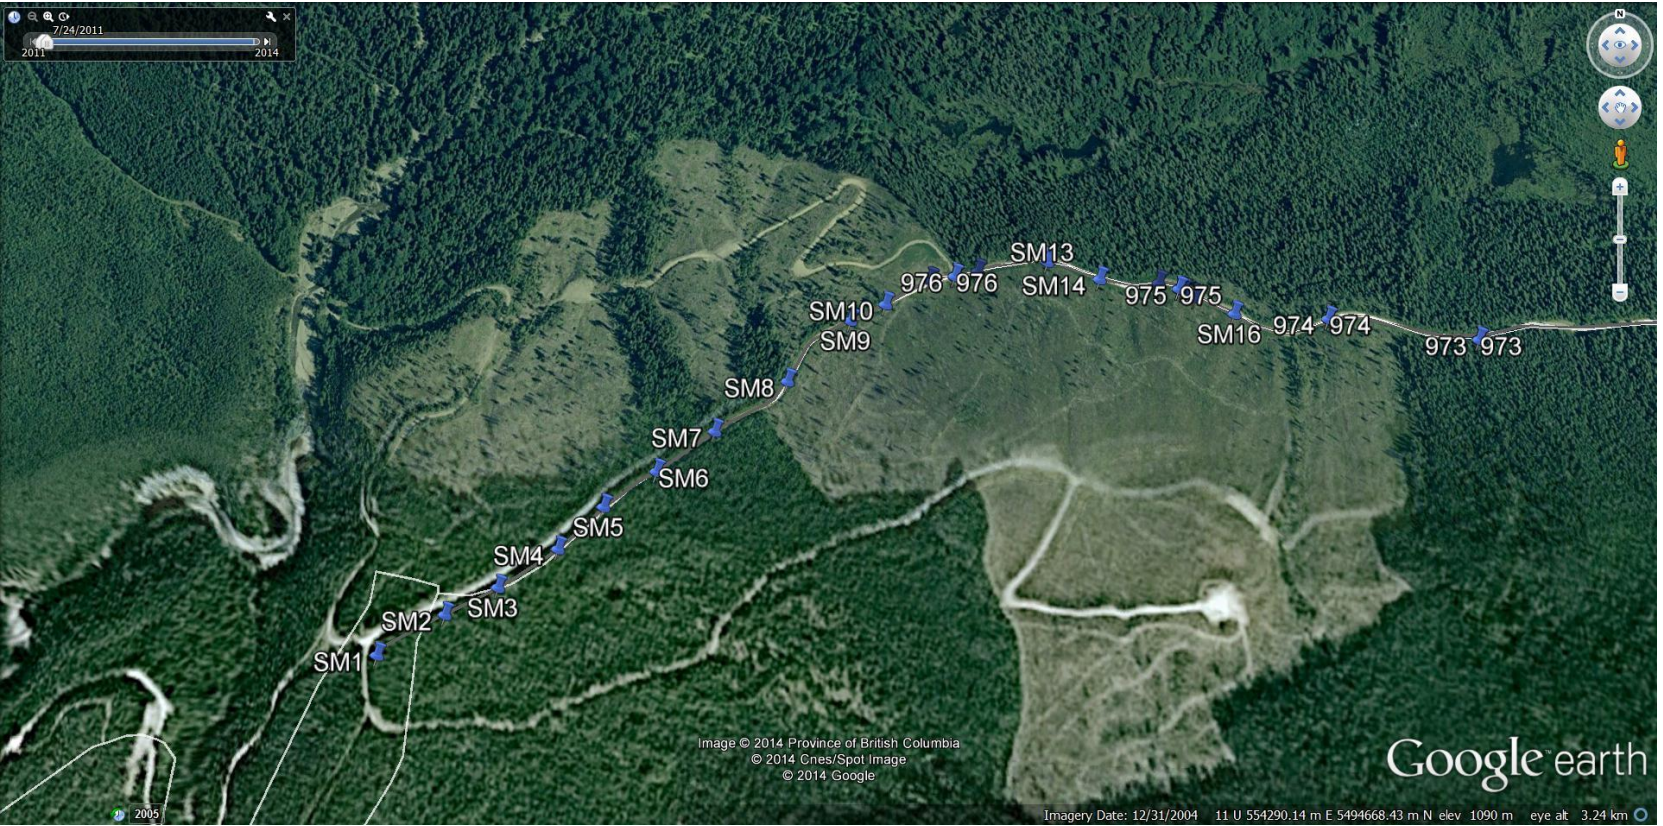 7/24/2011
2011
2014
N
SM13
976
976
SM14
975
975
SM10
SM9
SM16
974
974
973
973
SM8
SM7
SM6
SM5
SM4
SM3
SM2
SM1
Image © 2014 Province of British Columbia
© 2014 Cnes/Spot Image
© 2014 Google
Google earth
2005
Imagery Date: 12/31/2004 11 U 554290.14 m E 5494668.43 m N elev 1090 m eye alt 3.24 km